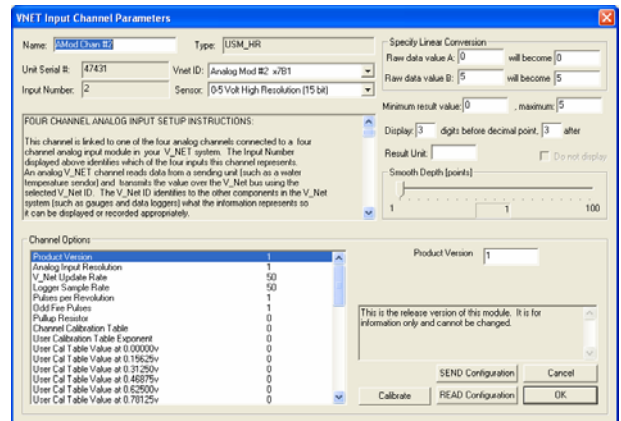 VNET Input Channel Parameters
Name: AMod Chan #2 Type: USM_HR
Unit Serial #: 47431 Vnet ID: Analog Mod #2 x7B1
Input Number: 2 Sensor: 0-5 Volt High Resolution (15 bit)
Specify Linear Conversion
Raw data value A: 0 will become 0
Raw data value B: 5 will become 5
Minimum result value: 0 , maximum: 5
Display: 3 digits before decimal point, 3 after
Result Unit: Do not display
Smooth Depth [points]
1 1 100
FOUR CHANNEL ANALOG INPUT SETUP INSTRUCTIONS:
This channel is linked to one of the four analog channels connected to a four
channel analog input module in your V_NET system. The Input Number
displayed above identifies which of the four inputs this channel represents.
An analog V_NET channel reads data from a sending unit (such as a water
temperature sendor) and transmits the value over the V_Net bus using the
selected V_Net ID. The V_Net ID identifies to the other components in the V_Net
system (such as gauges and data loggers) what the information represents so
it can be displayed or recorded appropriately.
Channel Options
Product Version 1
Analog Input Resolution 1
V_Net Update Rate 50
Logger Sample Rate 50
Pulses per Revolution 1
Odd Fire Pulses 1
Pullup Resistor 0
Channel Calibration Table 0
User Calibration Table Exponent 0
User Cal Table Value at 0.00000v 0
User Cal Table Value at 0.15625v 0
User Cal Table Value at 0.31250v 0
User Cal Table Value at 0.46875v 0
User Cal Table Value at 0.62500v 0
User Cal Table Value at 0.78125v 0
Product Version 1
This is the release version of this module. It is for
information only and cannot be changed.
SEND Configuration Cancel
Calibrate READ Configuration OK